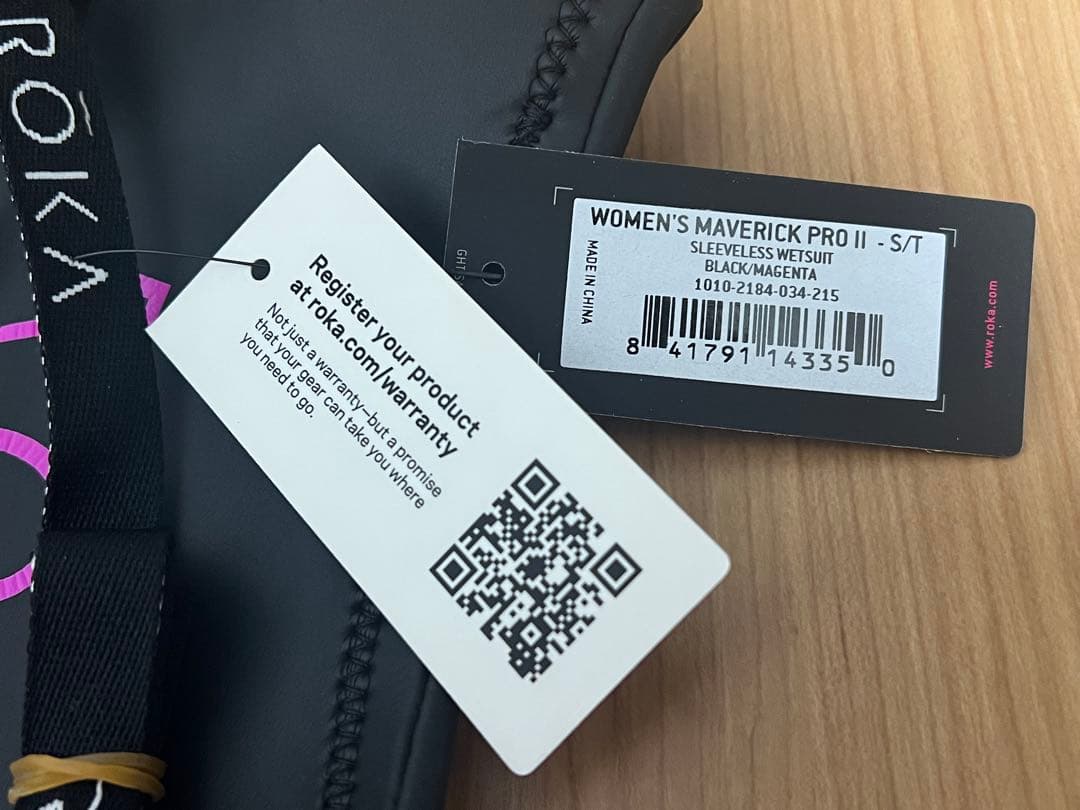 RŌKΛ
Register your product
at roka.com/warranty
Not just a warranty–but a promise
that your gear can take you where
you need to go.
WOMEN'S MAVERICK PRO II - S/T
SLEEVELESS WETSUIT
BLACK/MAGENTA
1010-2184-034-215
8 41791 14335 0
MADE IN CHINA
www.roka.com